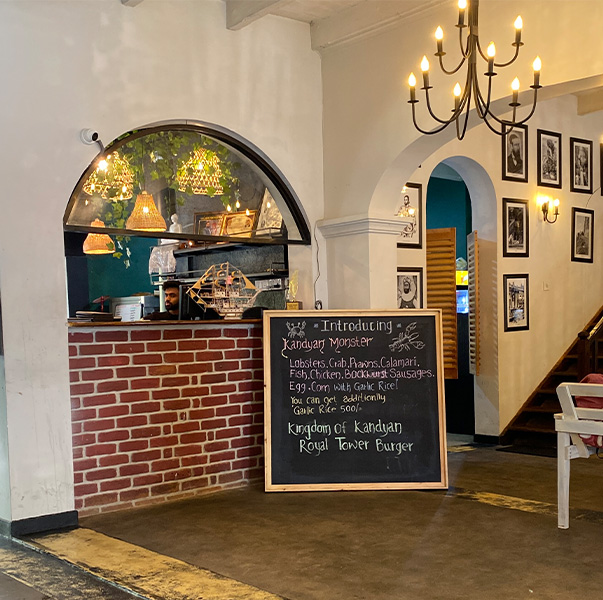 Introducing
Kandyan Monster
Lobsters. Crab. Prawns. Calamari.
Fish. Chicken. Bockwurst Sausages.
Egg. Corn with Garlic Rice!
You can get additionlly
Garlic Rice 500/-
Kingdom of Kandyan
Royal Tower Burger